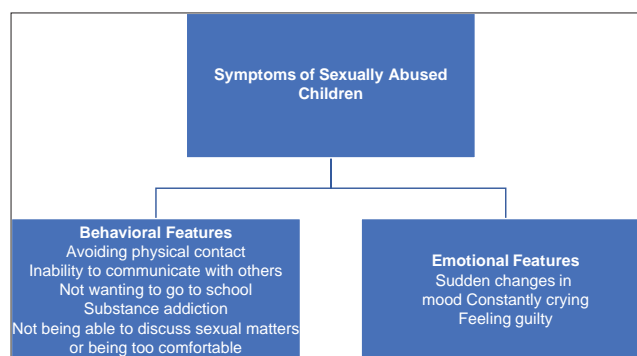 Symptoms of Sexually Abused
Children
Behavioral Features
Avoiding physical contact
Inability to communicate with others
Not wanting to go to school
Substance addiction
Not being able to discuss sexual matters
or being too comfortable
Emotional Features
Sudden changes in
mood Constantly crying
Feeling guilty